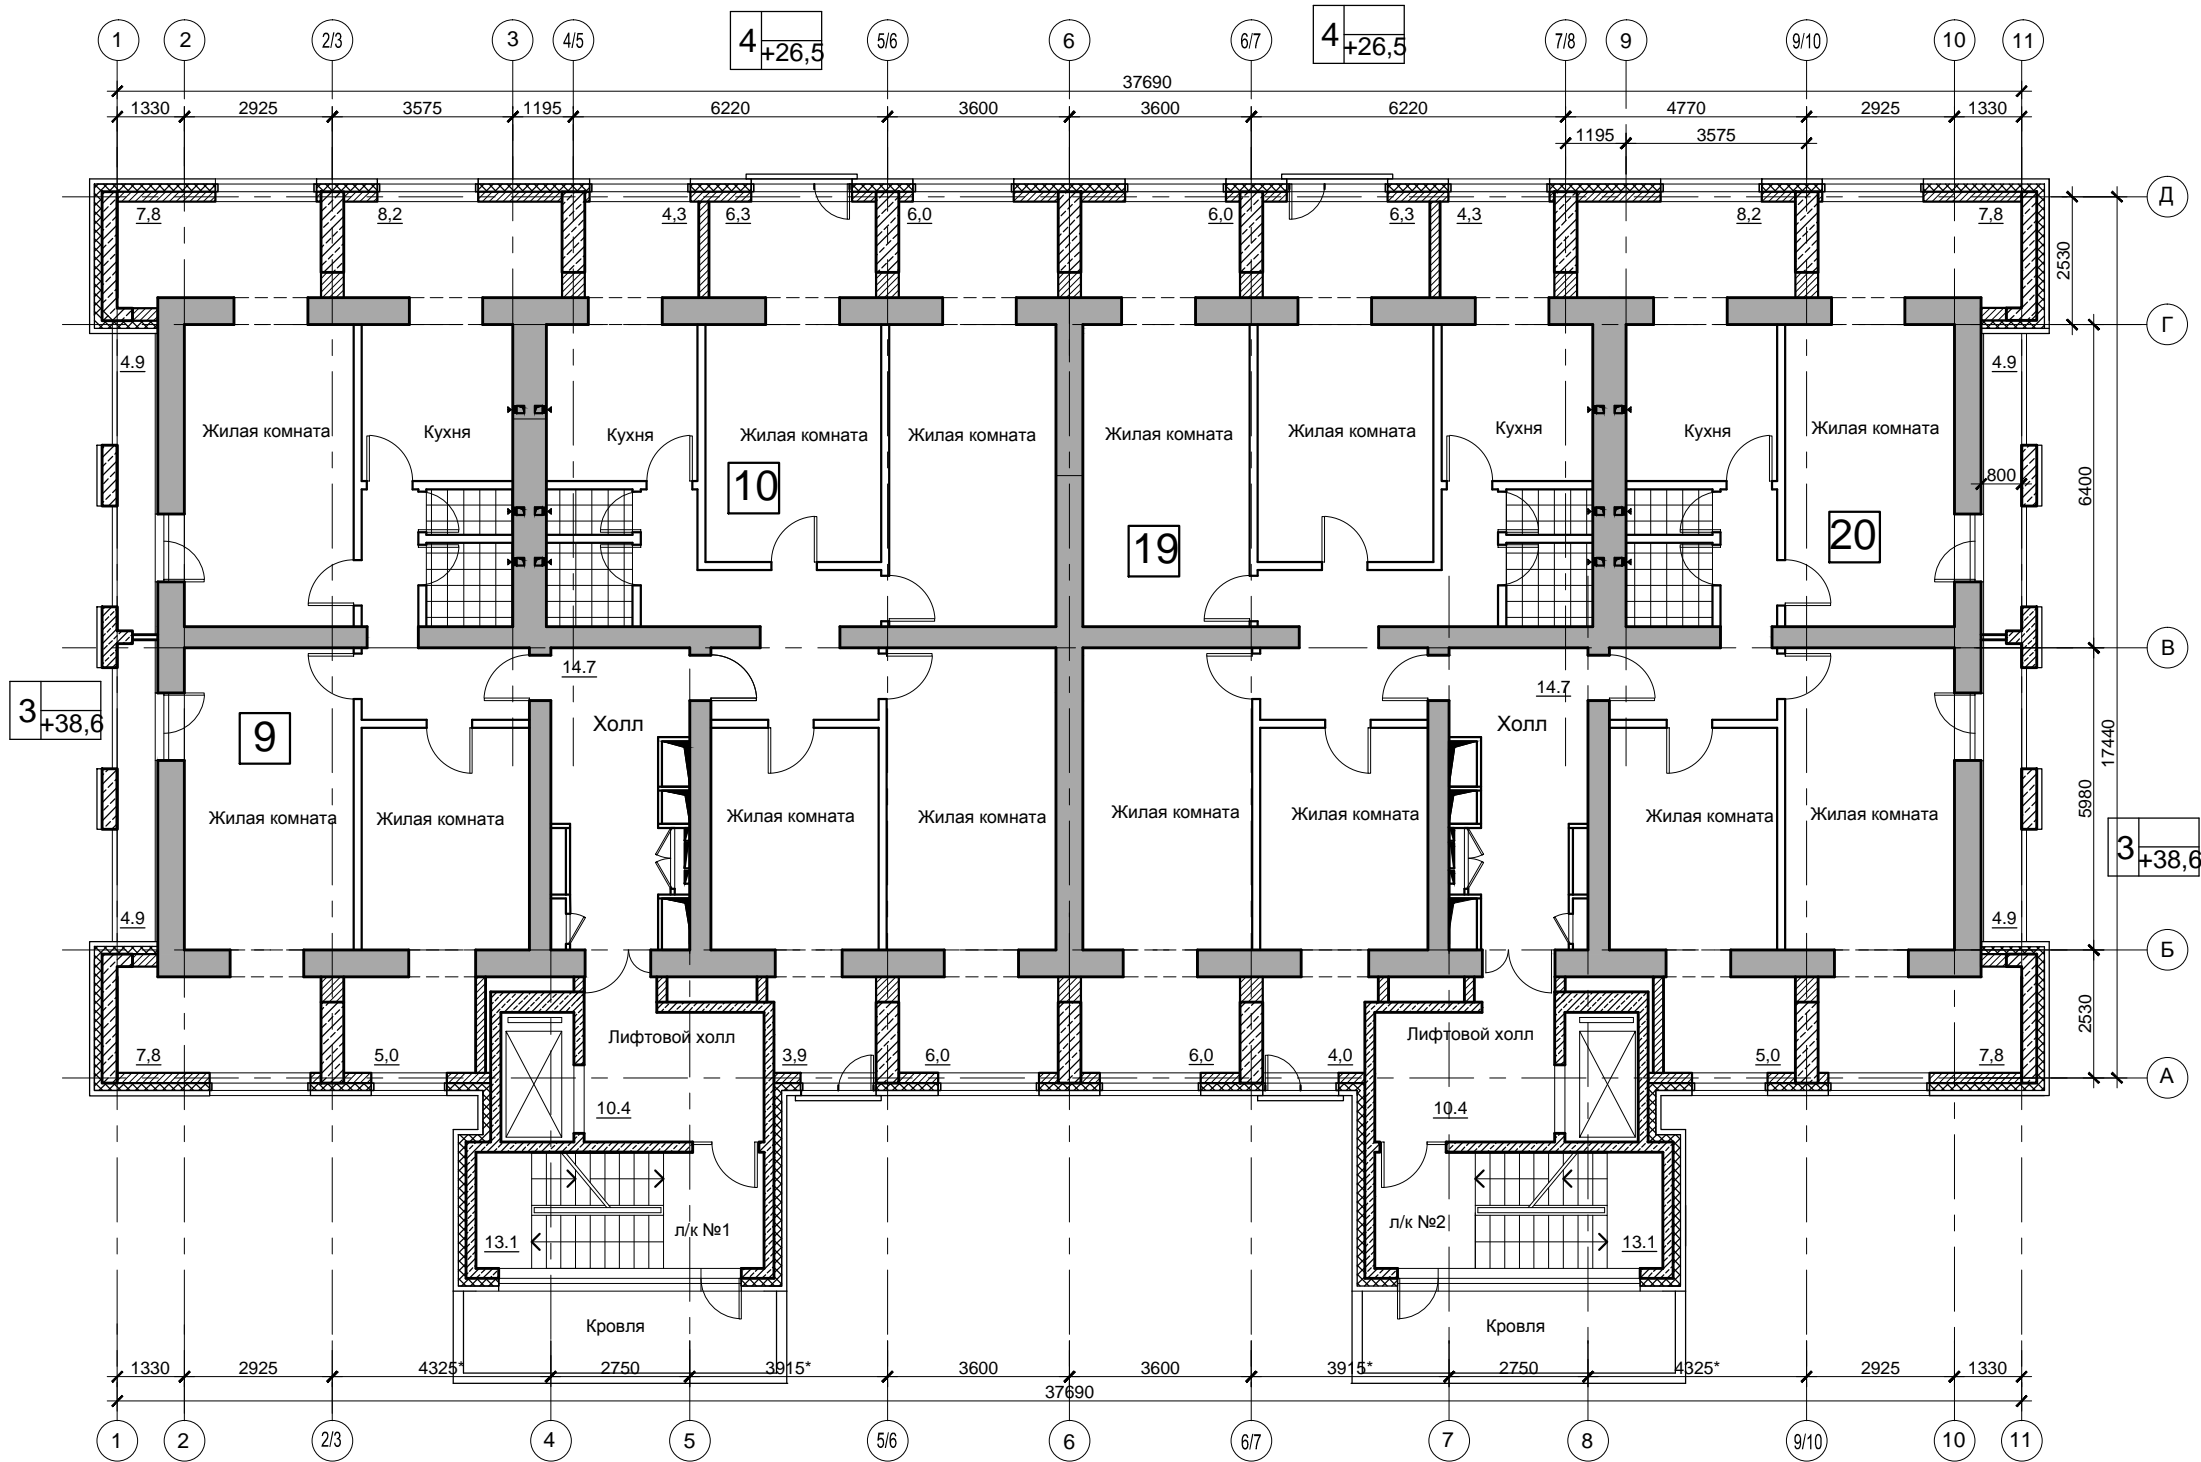 1 2 2/3 3 4/5 5/6 6 6/7 7/8 9 9/10 10 11
4 +26,5
4 +26,5
37690
1330 2925 3575 1195 6220 3600 3600 6220 4770 2925 1330
1195 3575
Д
7,8 8,2 4,3 6,3 6,0 6,0 6,3 4,3 8,2 7,8
2530
Г
4.9 4.9
Жилая комната Кухня Кухня Жилая комната Жилая комната Жилая комната Жилая комната Кухня Кухня Жилая комната
10
800
6400
19 20
В
14.7 14.7
3 +38,6
9
Холл Холл
17440
5980
Жилая комната Жилая комната Жилая комната Жилая комната Жилая комната Жилая комната Жилая комната Жилая комната
3 +38,6
4.9 4.9
Б
2530
Лифтовой холл Лифтовой холл
7,8 5,0 3,9 6,0 6,0 4,0 5,0 7,8
А
10.4 10.4
л/к №1 л/к №2
13.1 13.1
Кровля Кровля
1330 2925 4325* 2750 3915* 3600 3600 3915* 2750 4325* 2925 1330
37690
1 2 2/3 4 5 5/6 6 6/7 7 8 9/10 10 11